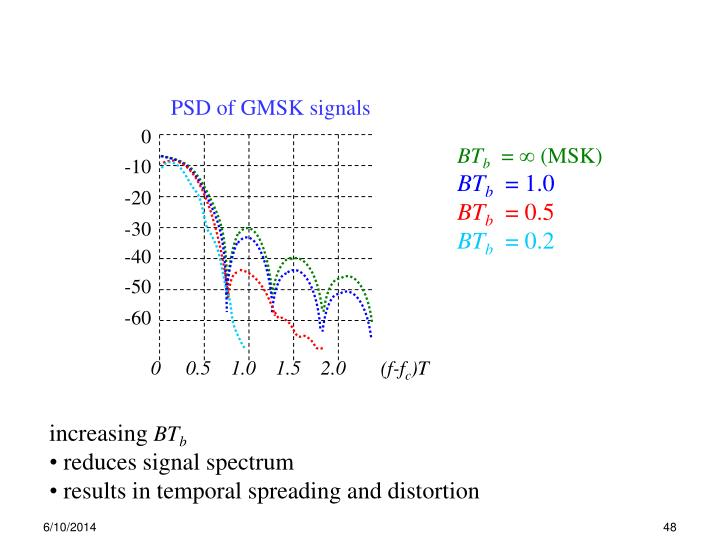 PSD of GMSK signals
0
-10
-20
-30
-40
-50
-60
0 0.5 1.0 1.5 2.0 (f-fc)T
BTb = ∞ (MSK)
BTb = 1.0
BTb = 0.5
BTb = 0.2
increasing BTb
• reduces signal spectrum
• results in temporal spreading and distortion
6/10/2014 48